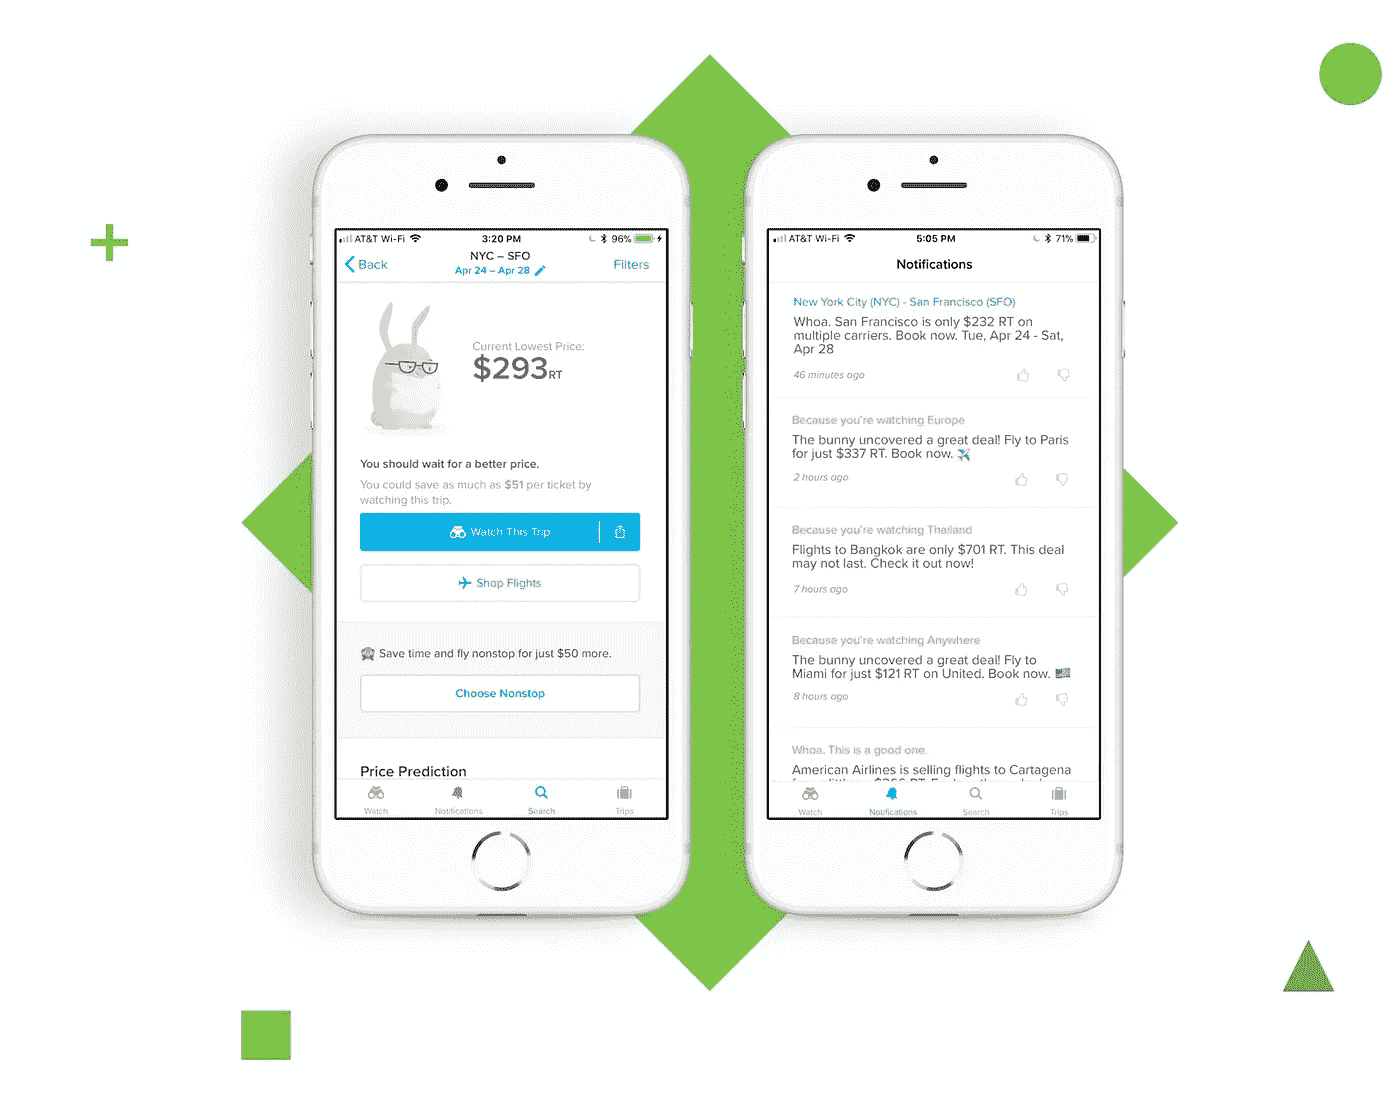 AT&T Wi-Fi 3:20 PM 96%
Back NYC – SFO Filters
Apr 24 – Apr 28
Current Lowest Price:
$293RT
You should wait for a better price.
You could save as much as $51 per ticket by
watching this trip.
Watch This Trip
Shop Flights
Save time and fly nonstop for just $50 more.
Choose Nonstop
Price Prediction
Watch Notifications Search Trips
AT&T Wi-Fi 5:05 PM 71%
Notifications
New York City (NYC) - San Francisco (SFO)
Whoa. San Francisco is only $232 RT on
multiple carriers. Book now. Tue, Apr 24 - Sat,
Apr 28
46 minutes ago
Because you're watching Europe
The bunny uncovered a great deal! Fly to Paris
for just $337 RT. Book now.
2 hours ago
Because you're watching Thailand
Flights to Bangkok are only $701 RT. This deal
may not last. Check it out now!
7 hours ago
Because you're watching Anywhere
The bunny uncovered a great deal! Fly to
Miami for just $121 RT on United. Book now.
8 hours ago
Whoa. This is a good one.
American Airlines is selling flights to Cartagena
Watch Notifications Search Trips